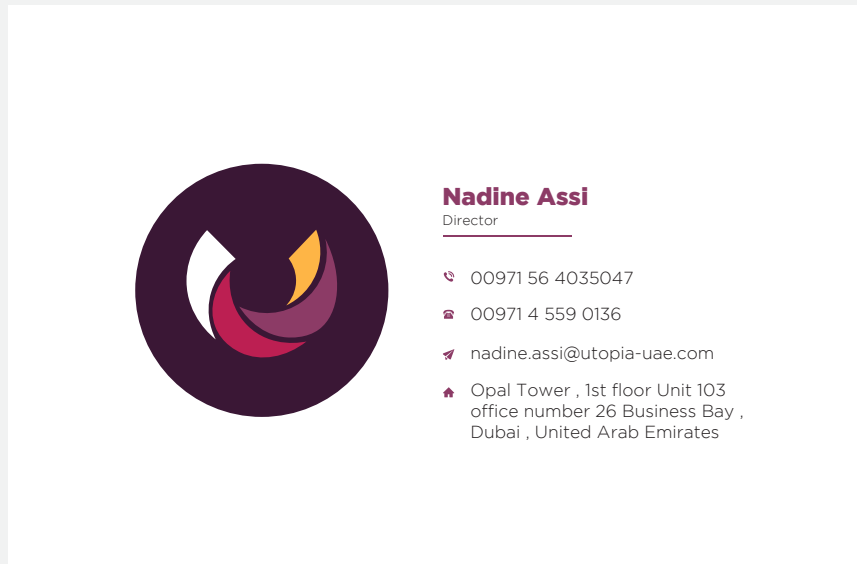 Nadine Assi
Director
00971 56 4035047
00971 4 559 0136
nadine.assi@utopia-uae.com
Opal Tower , 1st floor Unit 103
office number 26 Business Bay ,
Dubai , United Arab Emirates